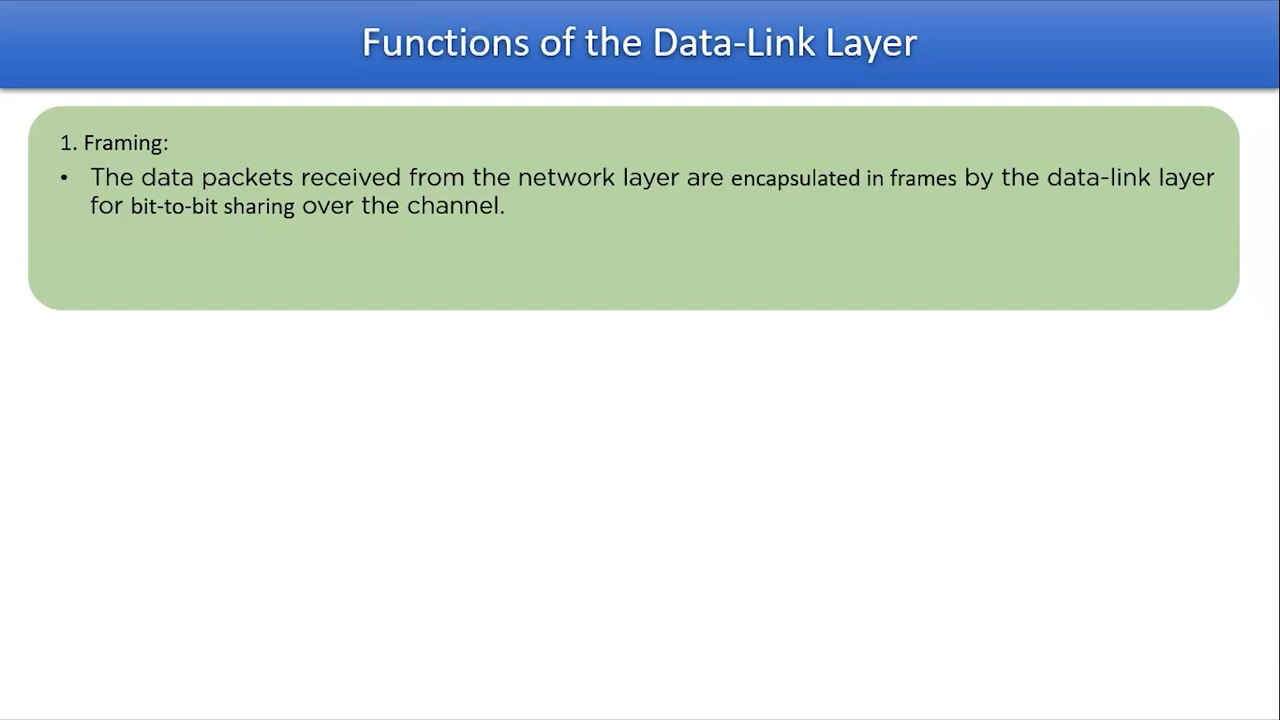 Functions of the Data-Link Layer
1. Framing:
• The data packets received from the network layer are encapsulated in frames by the data-link layer
for bit-to-bit sharing over the channel.